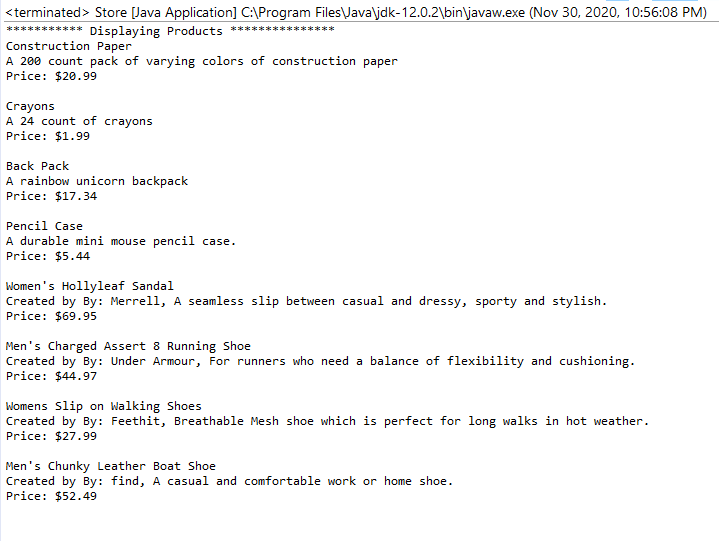 <terminated> Store [Java Application] C:\Program Files\Java\jdk-12.0.2\bin\javaw.exe (Nov 30, 2020, 10:56:08 PM)
*********** Displaying Products ***************
Construction Paper
A 200 count pack of varying colors of construction paper
Price: $20.99

Crayons
A 24 count of crayons
Price: $1.99

Back Pack
A rainbow unicorn backpack
Price: $17.34

Pencil Case
A durable mini mouse pencil case.
Price: $5.44

Women's Hollyleaf Sandal
Created by By: Merrell, A seamless slip between casual and dressy, sporty and stylish.
Price: $69.95

Men's Charged Assert 8 Running Shoe
Created by By: Under Armour, For runners who need a balance of flexibility and cushioning.
Price: $44.97

Womens Slip on Walking Shoes
Created by By: Feethit, Breathable Mesh shoe which is perfect for long walks in hot weather.
Price: $27.99

Men's Chunky Leather Boat Shoe
Created by By: find, A casual and comfortable work or home shoe.
Price: $52.49